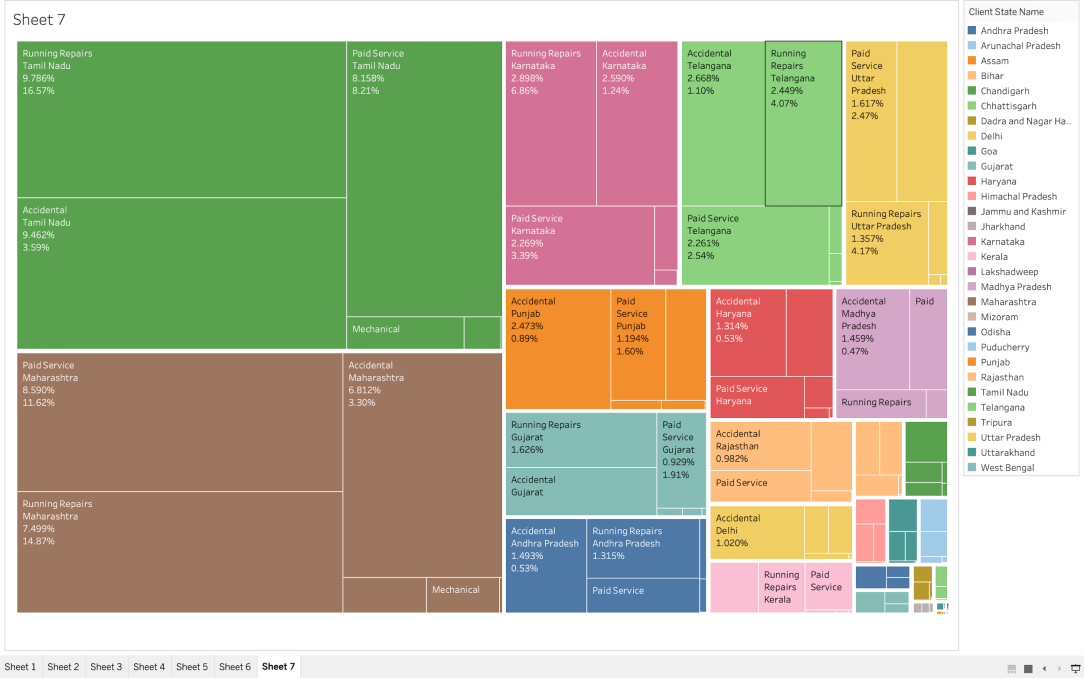 Sheet 7
Running Repairs
Tamil Nadu
9.786%
16.57%
Paid Service
Tamil Nadu
8.158%
8.21%
Accidental
Tamil Nadu
9.462%
3.59%
Mechanical
Paid Service
Maharashtra
8.590%
11.62%
Accidental
Maharashtra
6.812%
3.30%
Running Repairs
Maharashtra
7.499%
14.87%
Mechanical
Running Repairs
Karnataka
2.898%
6.86%
Accidental
Karnataka
2.590%
1.24%
Paid Service
Karnataka
2.269%
3.39%
Accidental
Telangana
2.668%
1.10%
Running
Repairs
Telangana
2.449%
4.07%
Paid Service
Telangana
2.261%
2.54%
Paid
Service
Uttar
Pradesh
1.617%
2.47%
Running Repairs
Uttar Pradesh
1.357%
4.17%
Accidental
Punjab
2.473%
0.89%
Paid
Service
Punjab
1.194%
1.60%
Accidental
Haryana
1.314%
0.53%
Paid Service
Haryana
Accidental
Madhya
Pradesh
1.459%
0.47%
Paid
Running Repairs
Running Repairs
Gujarat
1.626%
Accidental
Gujarat
Paid
Service
Gujarat
0.929%
1.91%
Accidental
Rajasthan
0.982%
Paid Service
Accidental
Andhra Pradesh
1.493%
0.53%
Running Repairs
Andhra Pradesh
1.315%
Paid Service
Accidental
Delhi
1.020%
Running
Repairs
Kerala
Paid
Service
Client State Name
Andhra Pradesh
Arunachal Pradesh
Assam
Bihar
Chandigarh
Chhattisgarh
Dadra and Nagar Ha..
Delhi
Goa
Gujarat
Haryana
Himachal Pradesh
Jammu and Kashmir
Jharkhand
Karnataka
Kerala
Lakshadweep
Madhya Pradesh
Maharashtra
Mizoram
Odisha
Puducherry
Punjab
Rajasthan
Tamil Nadu
Telangana
Tripura
Uttar Pradesh
Uttarakhand
West Bengal
Sheet 1 Sheet 2 Sheet 3 Sheet 4 Sheet 5 Sheet 6 Sheet 7